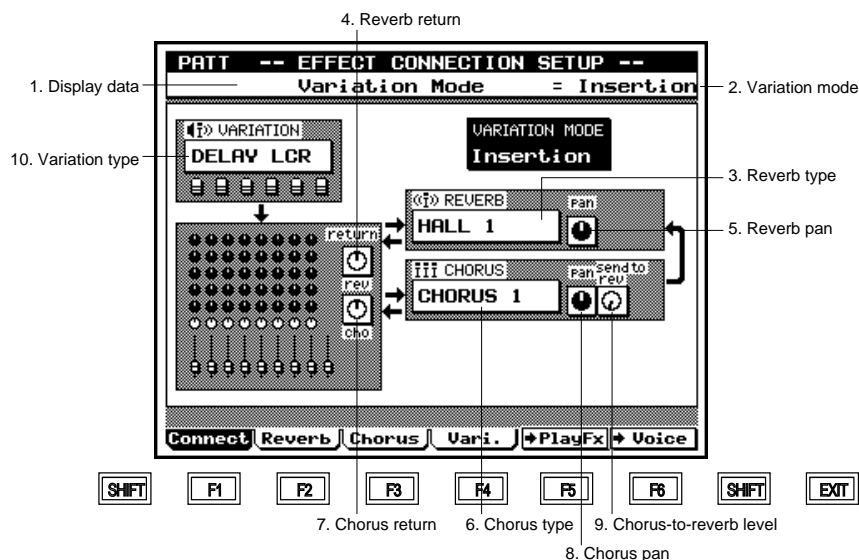 4. Reverb return
PATT -- EFFECT CONNECTION SETUP --
1. Display data
Variation Mode = Insertion
2. Variation mode
VARIATION
VARIATION MODE
10. Variation type
DELAY LCR
Insertion
3. Reverb type
REVERB
pan
return
HALL 1
5. Reverb pan
rev
CHORUS
pan
send to
rev
CHORUS 1
cho
Connect Reverb Chorus Vari. ➔PlayFx ➔ Voice
SHIFT F1 F2 F3 F4 F5 F6 SHIFT EXIT
7. Chorus return
6. Chorus type
9. Chorus-to-reverb level
8. Chorus pan